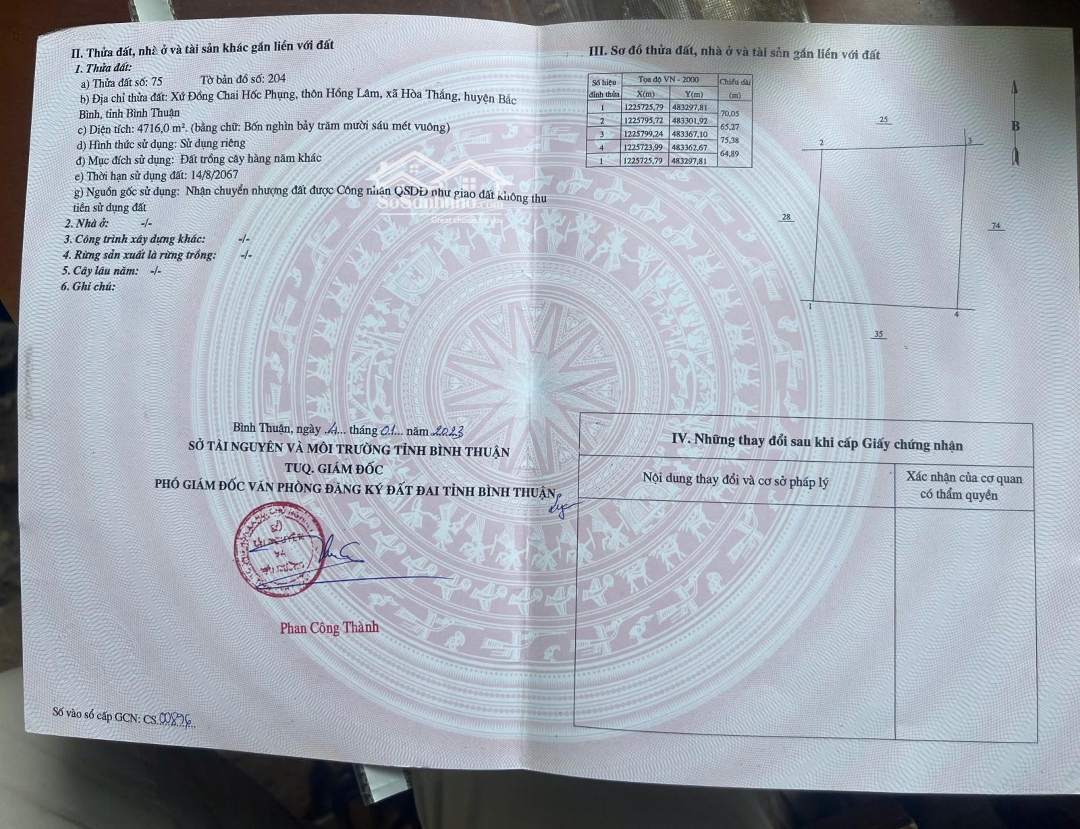 II. Thửa đất, nhà ở và tài sản khác gắn liền với đất
1. Thửa đất:
a) Thửa đất số: 75 Tờ bản đồ số: 204
b) Địa chỉ thửa đất: Xứ Đồng Chai Hốc Phụng, thôn Hồng Lâm, xã Hòa Thắng, huyện Bắc
Bình, tỉnh Bình Thuận
c) Diện tích: 4716,0 m². (bằng chữ: Bốn nghìn bảy trăm mười sáu mét vuông)
d) Hình thức sử dụng: Sử dụng riêng
đ) Mục đích sử dụng: Đất trồng cây hàng năm khác
e) Thời hạn sử dụng đất: 14/8/2067
g) Nguồn gốc sử dụng: Nhân chuyển nhượng đất được Công nhân QSDĐ như giao đất không thu
tiền sử dụng đất
2. Nhà ở: -/-
3. Công trình xây dựng khác: -/-
4. Rừng sản xuất là rừng trồng: -/-
5. Cây lâu năm: -/-
6. Ghi chú:
Bình Thuận, ngày .4... tháng 01... năm 2023
SỞ TÀI NGUYÊN VÀ MÔI TRƯỜNG TỈNH BÌNH THUẬN
TUQ. GIÁM ĐỐC
PHÓ GIÁM ĐỐC VĂN PHÒNG ĐĂNG KÝ ĐẤT ĐAI TỈNH BÌNH THUẬN
SỞ
TÀI NGUYÊN
VÀ
MÔI TRƯỜNG
Phan Công Thành
Số vào sổ cấp GCN: CS.00896
III. Sơ đồ thửa đất, nhà ở và tài sản gắn liền với đất
Số hiệu đỉnh thửa Tọa độ VN - 2000 Chiều dài
X(m) Y(m) (m)
1 1225725,79 483297,81
70,05
2 1225795,72 483301,92
65,27
3 1225799,24 483367,10
75,38
4 1225723,99 483362,67
64,89
1 1225725,79 483297,81
25
B
2
3
28
74
1
4
35
IV. Những thay đổi sau khi cấp Giấy chứng nhận
Nội dung thay đổi và cơ sở pháp lý
Xác nhận của cơ quan
có thẩm quyền